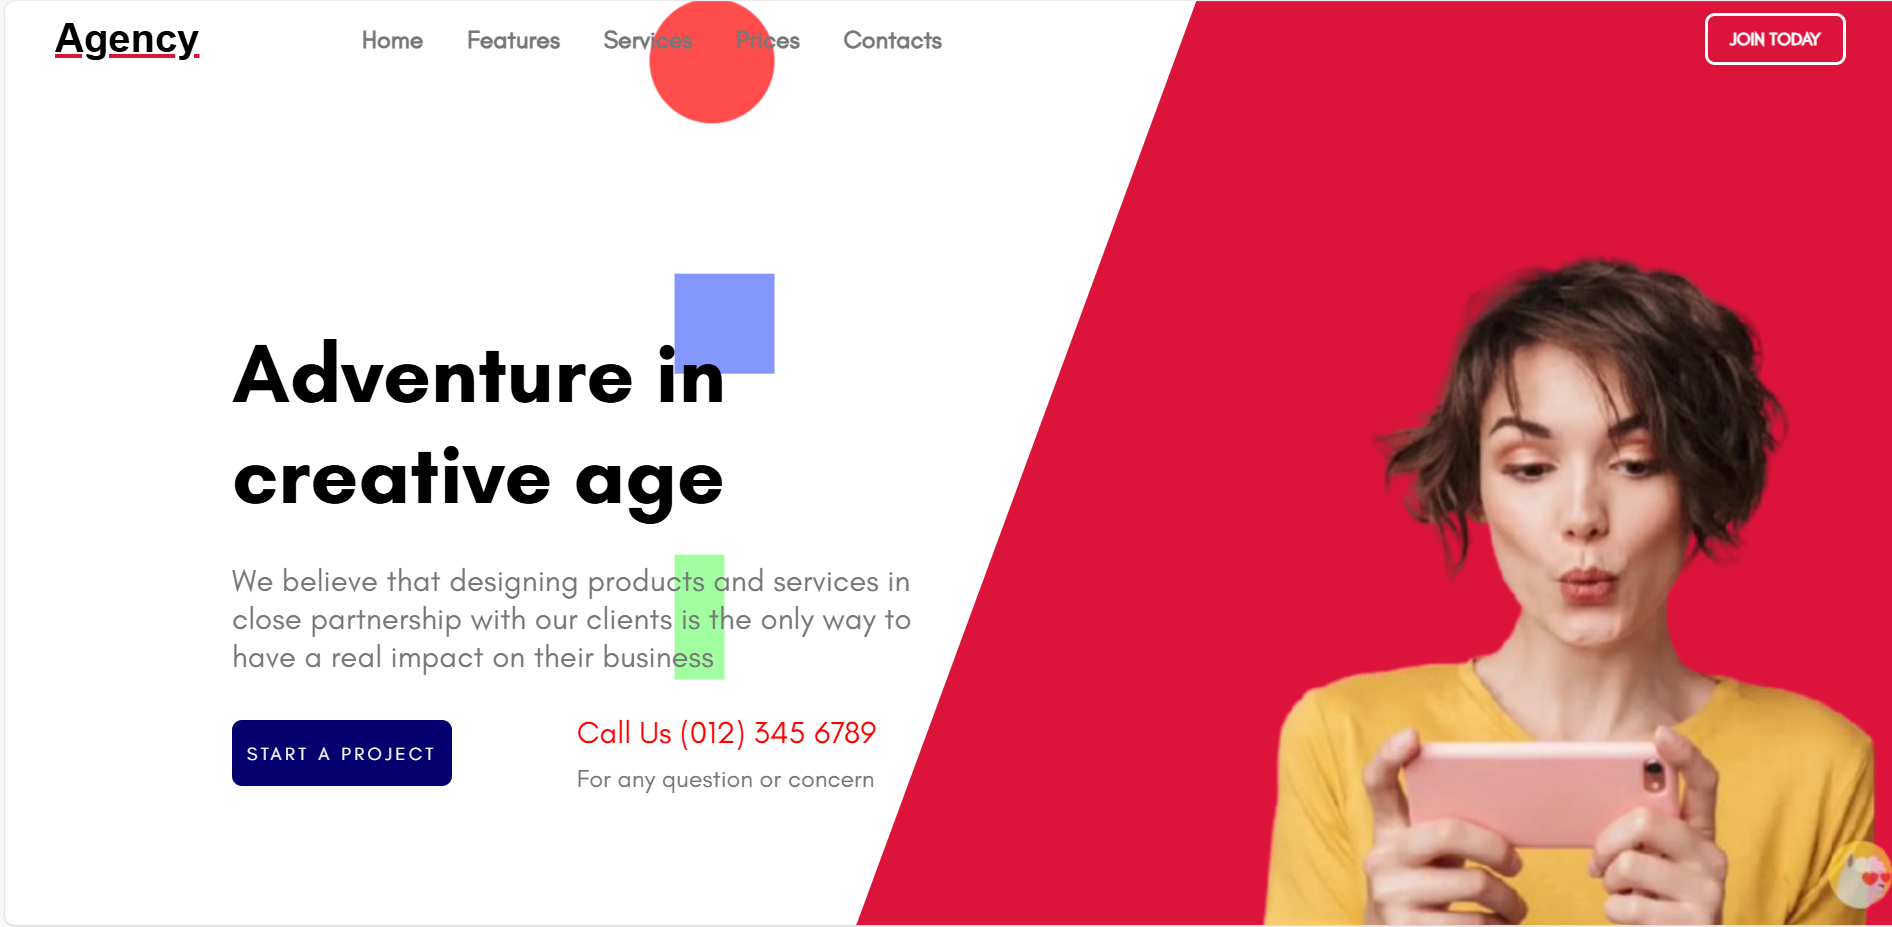 Agency
Home Features Services Prices Contacts
JOIN TODAY
Adventure in
creative age
We believe that designing products and services in
close partnership with our clients is the only way to
have a real impact on their business
START A PROJECT
Call Us (012) 345 6789
For any question or concern